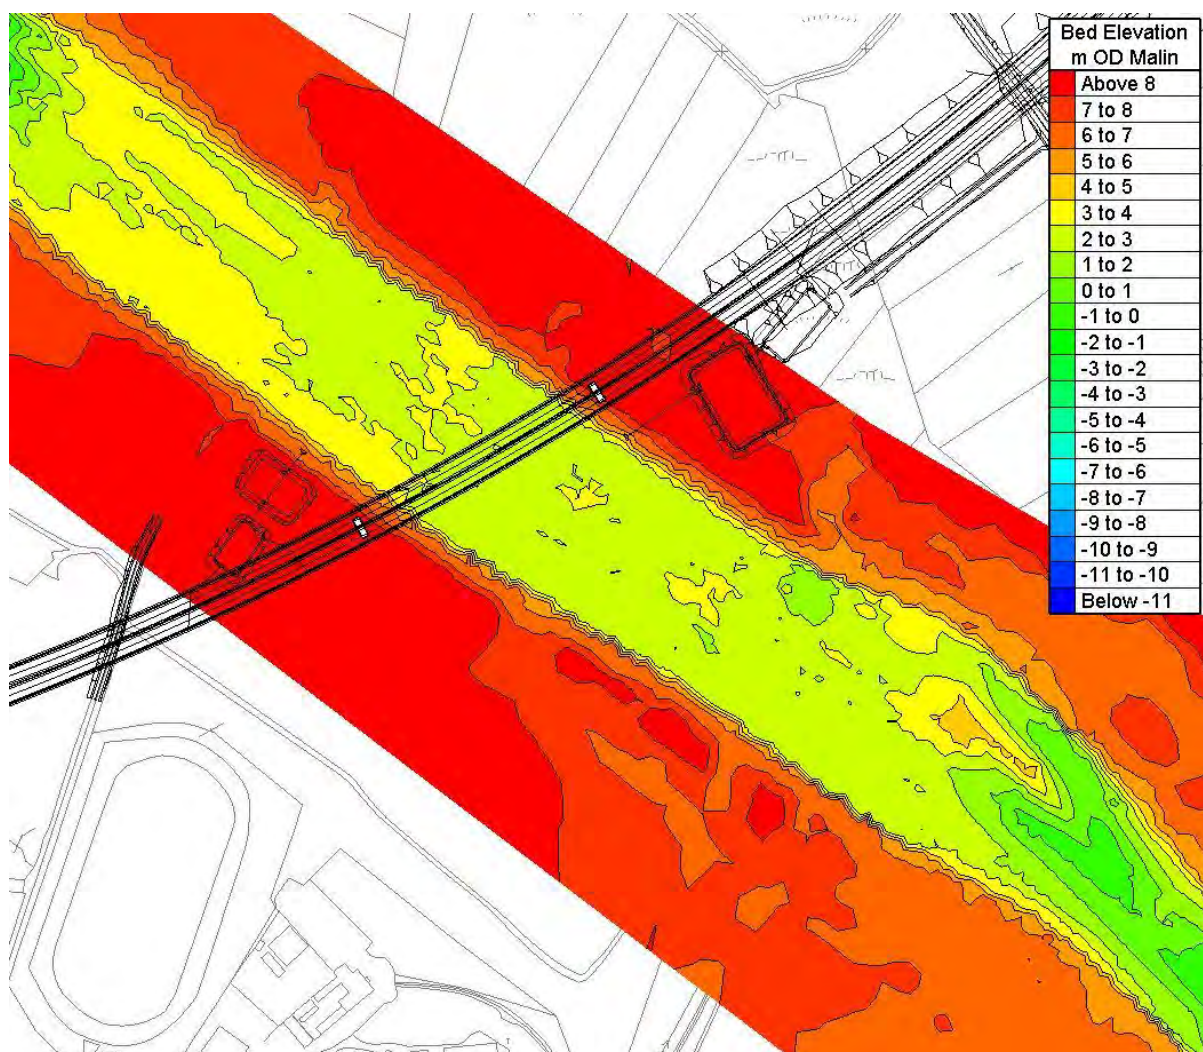 Bed Elevation
m OD Malin
Above 8
7 to 8
6 to 7
5 to 6
4 to 5
3 to 4
2 to 3
1 to 2
0 to 1
-1 to 0
-2 to -1
-3 to -2
-4 to -3
-5 to -4
-6 to -5
-7 to -6
-8 to -7
-9 to -8
-10 to -9
-11 to -10
Below -11